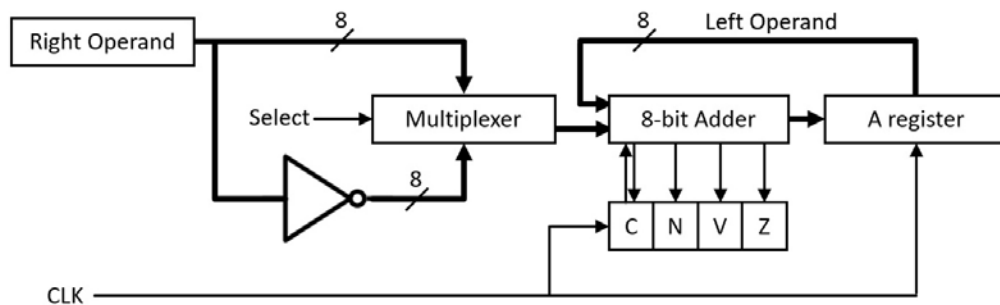 8
8
Left Operand
Right Operand
Select
Multiplexer
8-bit Adder
A register
8
C N V Z
CLK